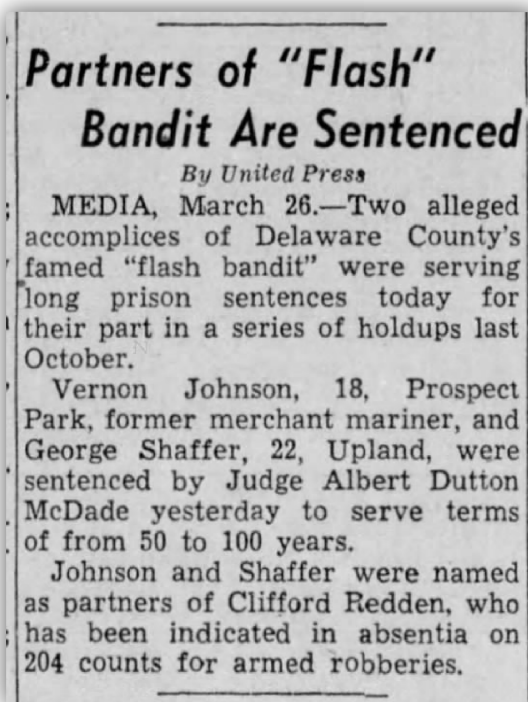 Partners of "Flash"
Bandit Are Sentenced
By United Press
MEDIA, March 26.—Two alleged
accomplices of Delaware County's
famed "flash bandit" were serving
long prison sentences today for
their part in a series of holdups last
October.
Vernon Johnson, 18, Prospect
Park, former merchant mariner, and
George Shaffer, 22, Upland, were
sentenced by Judge Albert Dutton
McDade yesterday to serve terms
of from 50 to 100 years.
Johnson and Shaffer were named
as partners of Clifford Redden, who
has been indicated in absentia on
204 counts for armed robberies.